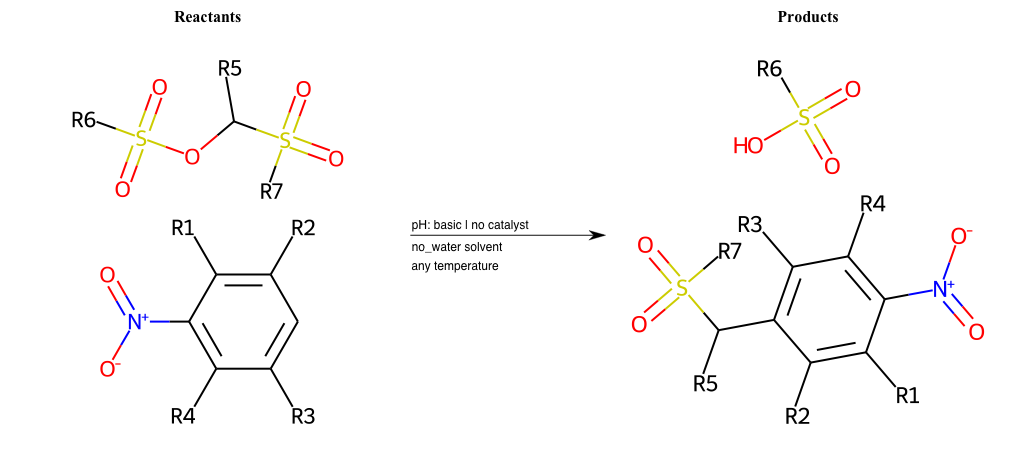 Reactants
Products
R5
R6
O
O
S
O
S
O
O
R7
R6
O
S
HO
O
R1
R2
O
N+
O-
R4
R3
pH: basic | no catalyst
no_water solvent
any temperature
R3
R4
O
R7
S
O
O-
N+
O
R5
R1
R2